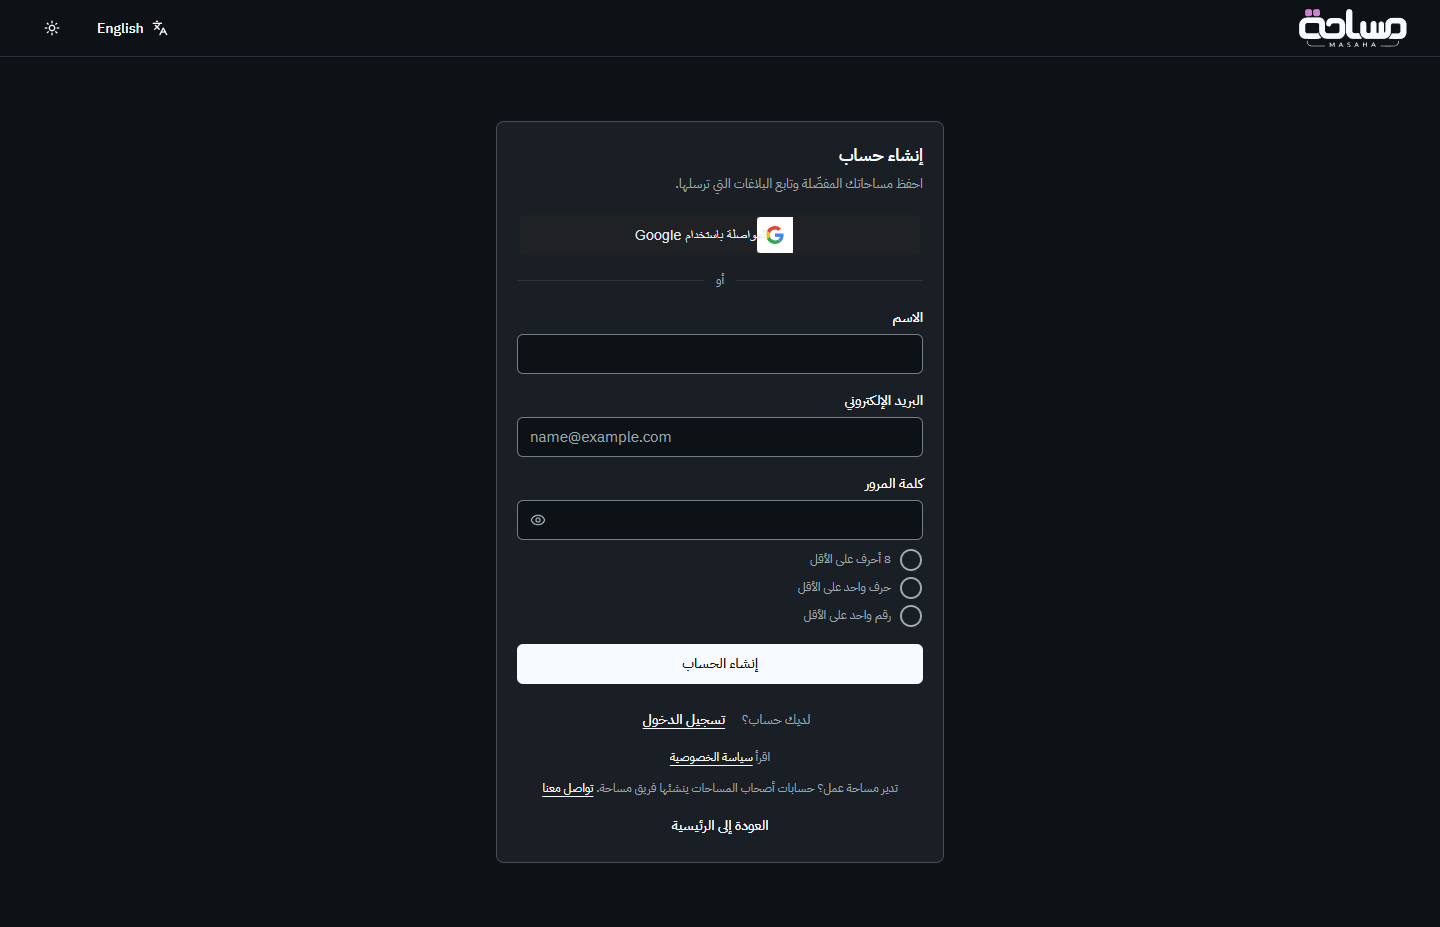 مساحة
MASAHA
English
إنشاء حساب
احفظ مساحاتك المفضّلة وتابع البلاغات التي ترسلها.
باستخدام Google
أو
الاسم
البريد الإلكتروني
name@example.com
كلمة المرور
8 أحرف على الأقل
حرف واحد على الأقل
رقم واحد على الأقل
إنشاء الحساب
لديك حساب؟ تسجيل الدخول
اقرأ سياسة الخصوصية
تدير مساحة عمل؟ حسابات أصحاب المساحات ينشئها فريق مساحة. تواصل معنا
العودة إلى الرئيسية